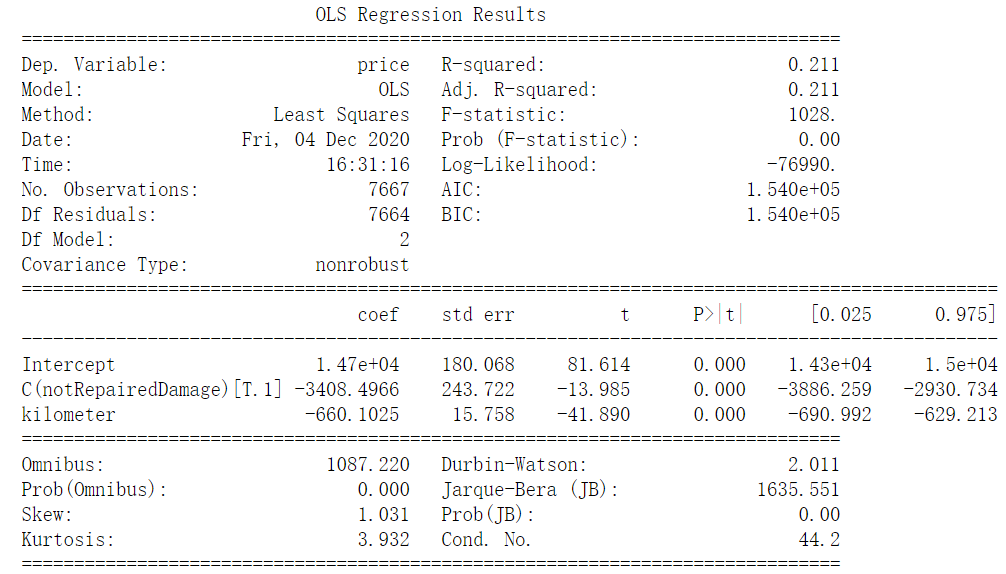 OLS Regression Results
==============================================================================
Dep. Variable: price R-squared: 0.211
Model: OLS Adj. R-squared: 0.211
Method: Least Squares F-statistic: 1028.
Date: Fri, 04 Dec 2020 Prob (F-statistic): 0.00
Time: 16:31:16 Log-Likelihood: -76990.
No. Observations: 7667 AIC: 1.540e+05
Df Residuals: 7664 BIC: 1.540e+05
Df Model: 2
Covariance Type: nonrobust
=============================================================================================
coef std err t P>|t| [0.025 0.975]
---------------------------------------------------------------------------------------------
Intercept 1.47e+04 180.068 81.614 0.000 1.43e+04 1.5e+04
C(notRepairedDamage)[T.1] -3408.4966 243.722 -13.985 0.000 -3886.259 -2930.734
kilometer -660.1025 15.758 -41.890 0.000 -690.992 -629.213
==============================================================================
Omnibus: 1087.220 Durbin-Watson: 2.011
Prob(Omnibus): 0.000 Jarque-Bera (JB): 1635.551
Skew: 1.031 Prob(JB): 0.00
Kurtosis: 3.932 Cond. No. 44.2
==============================================================================